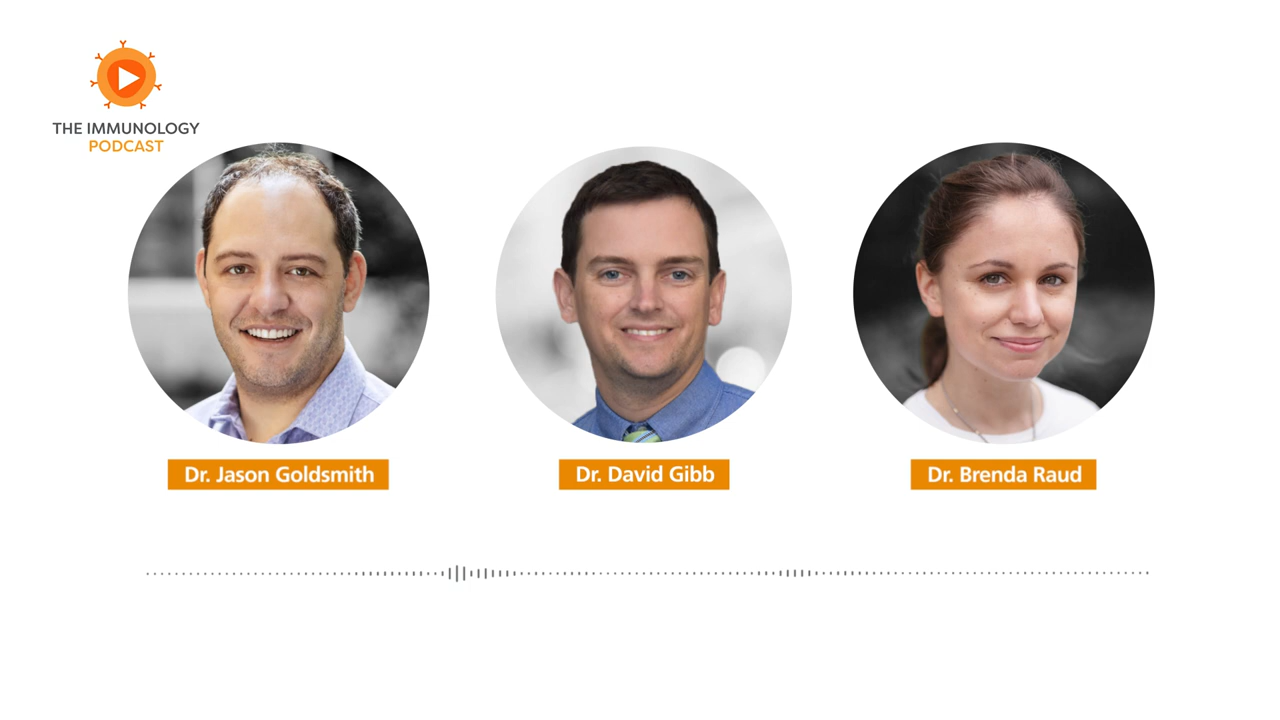 THE IMMUNOLOGY
PODCAST
Dr. Jason Goldsmith
Dr. David Gibb
Dr. Brenda Raud